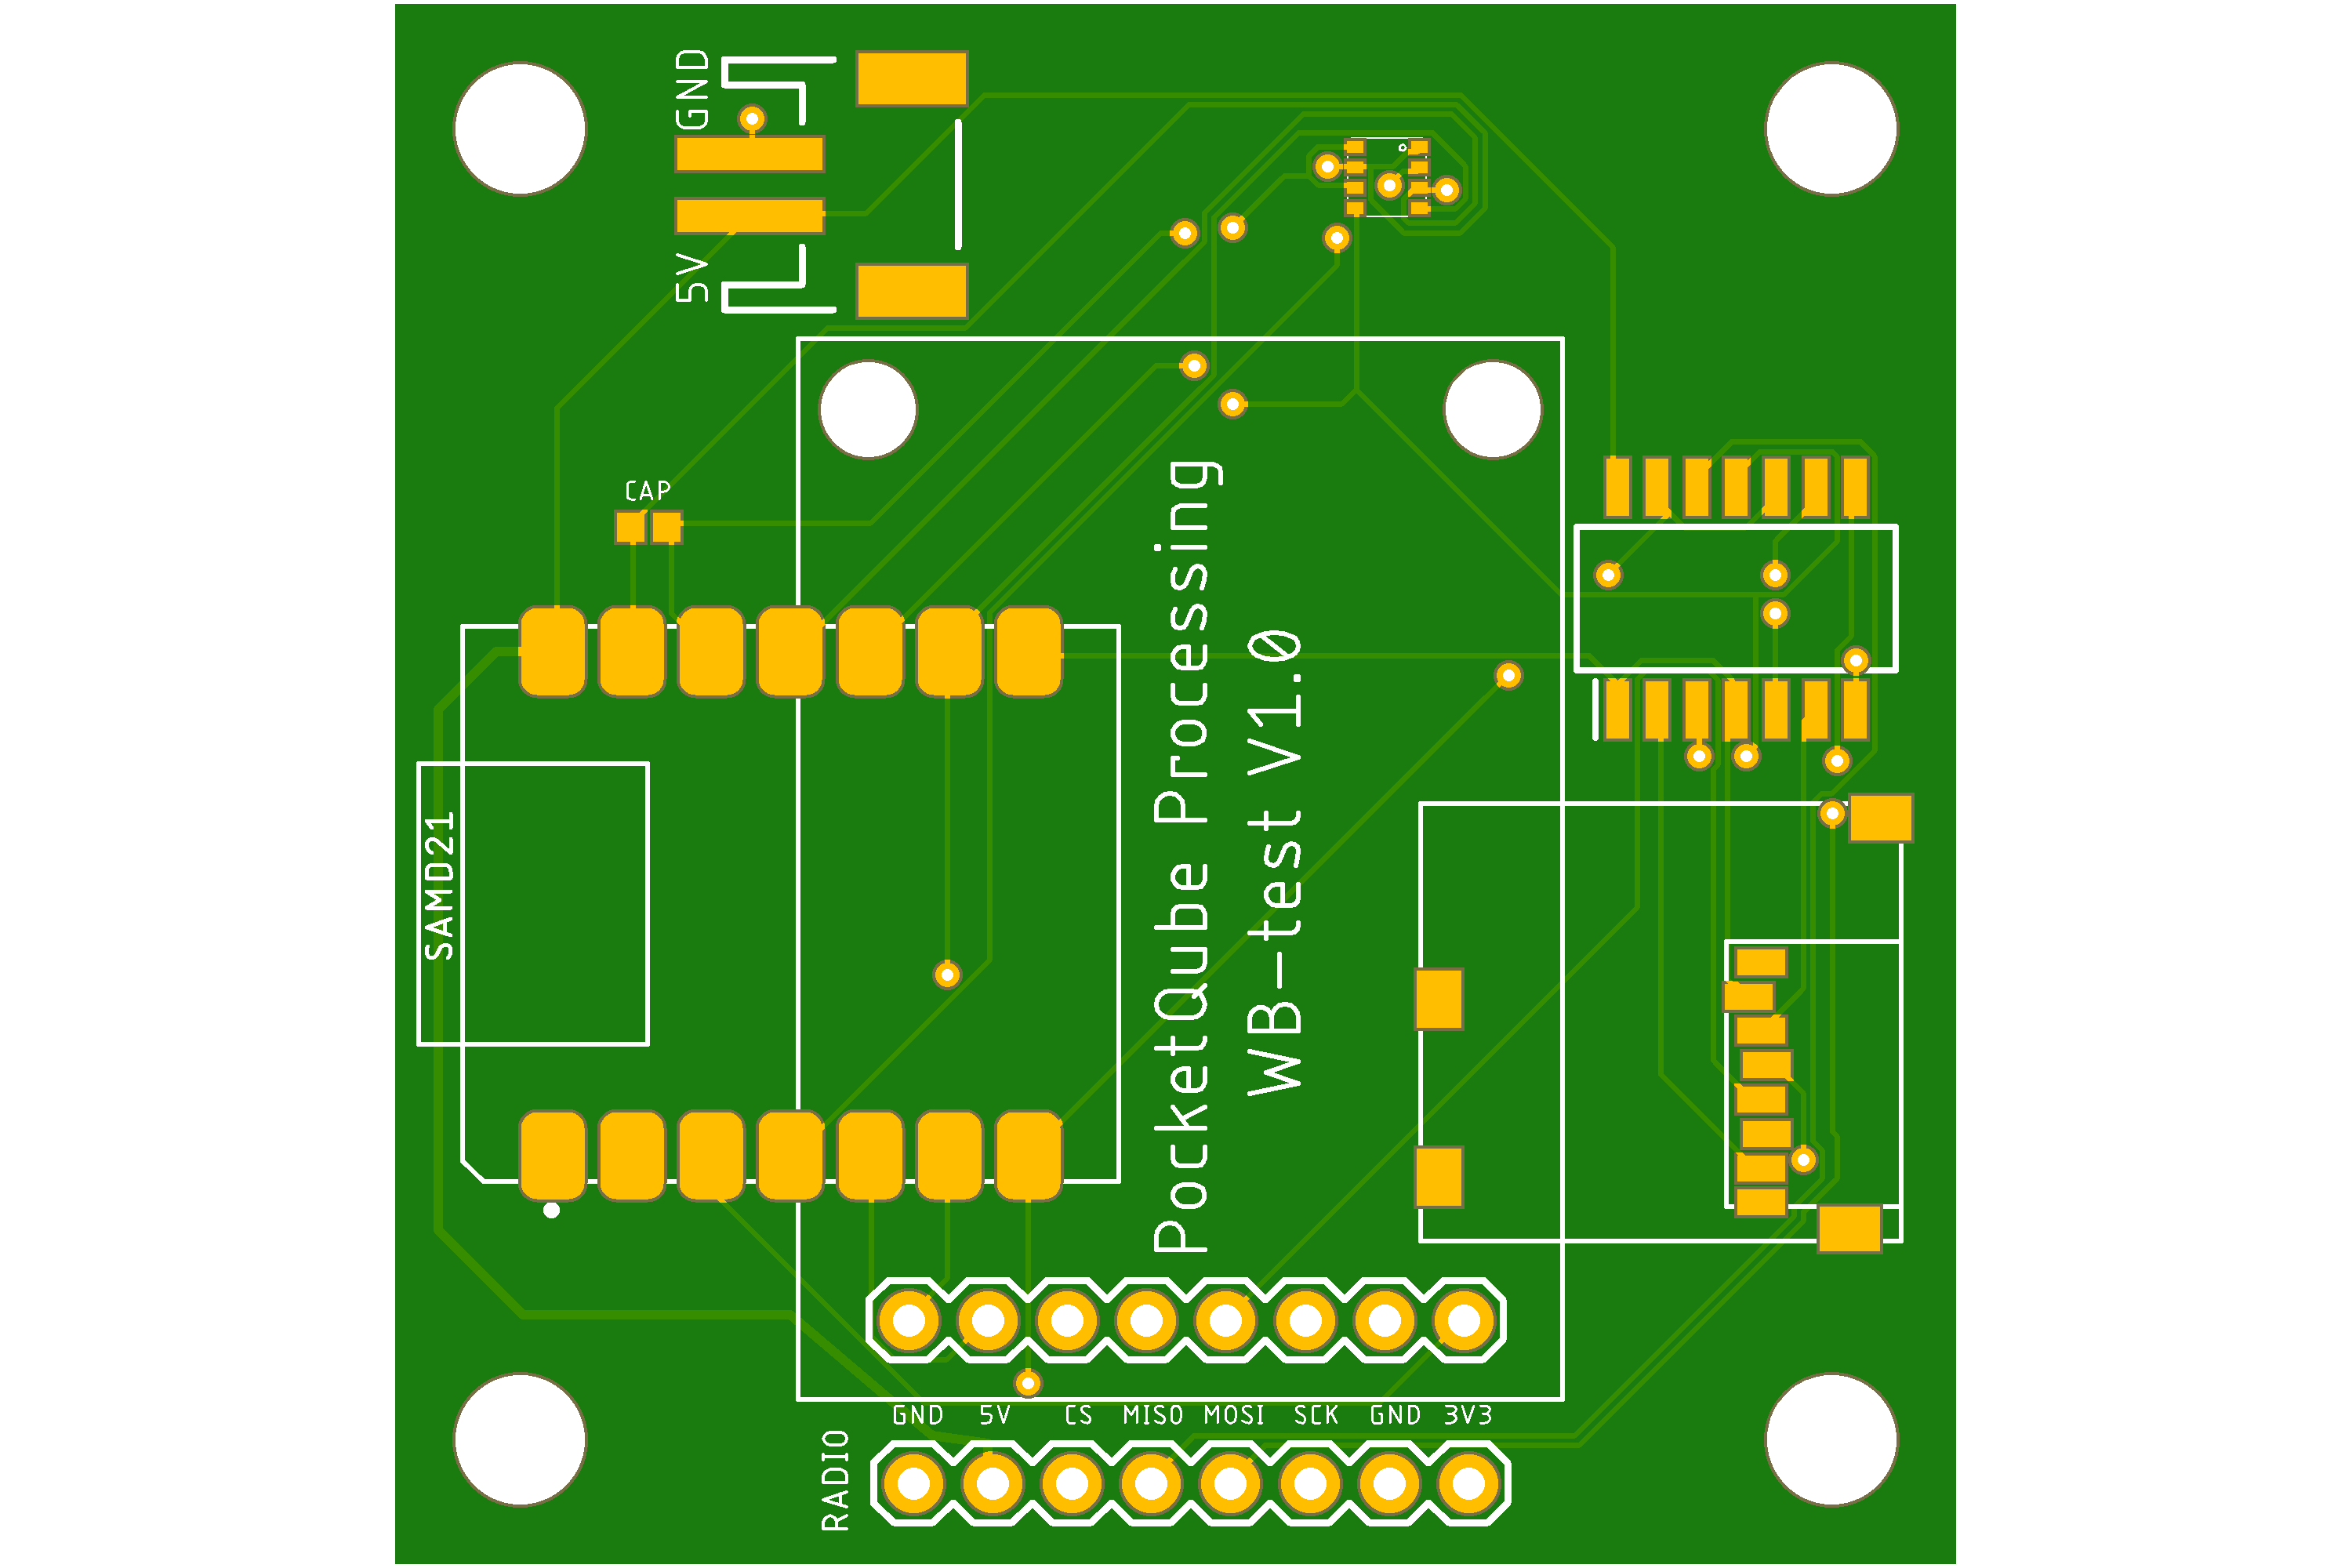 GND
5V
CAP
PocketQube Processing
WB-test V1.0
SAMD21
GND 5V CS MISO MOSI SCK GND 3V3
RADIO